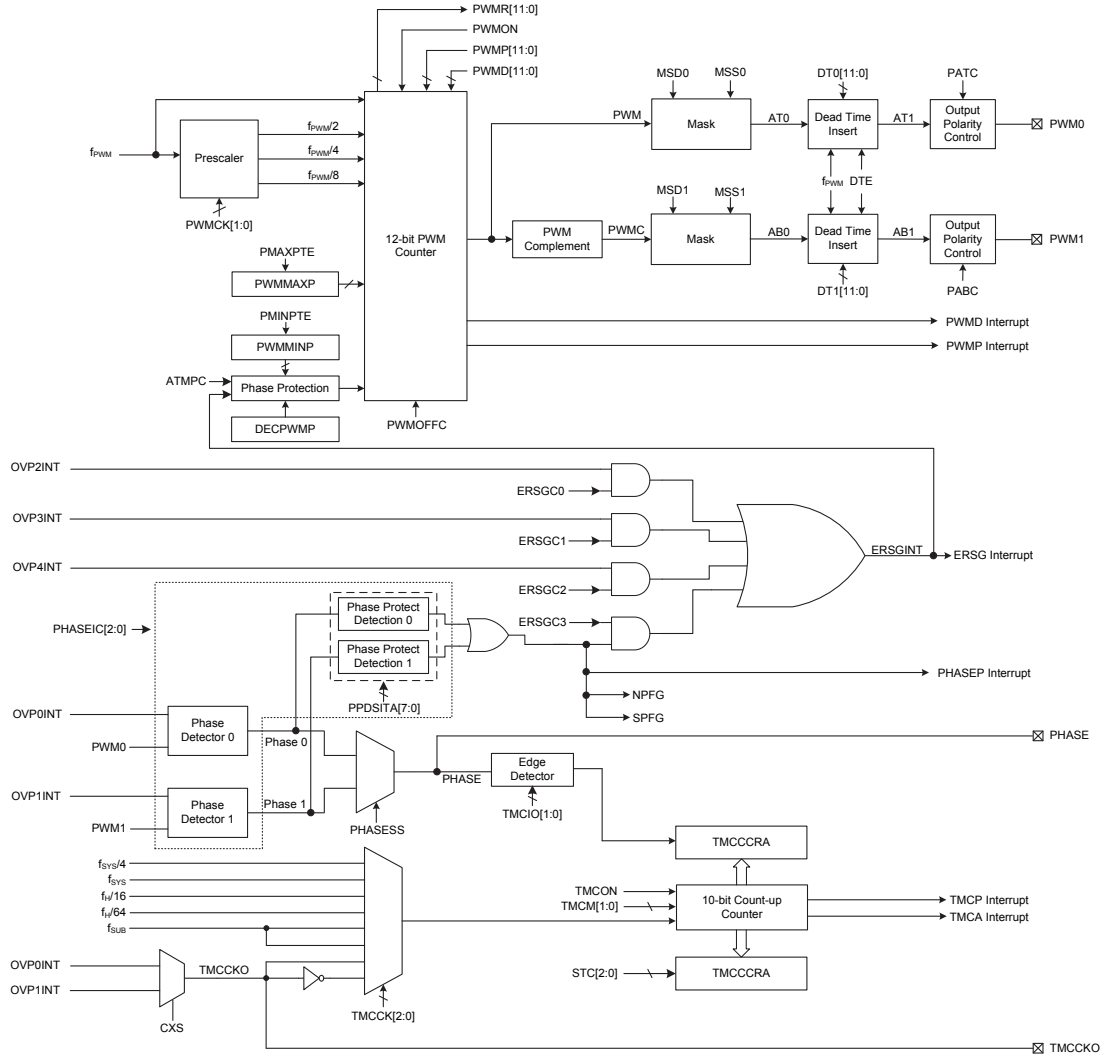 PWMR[11:0]
PWMON
PWMP[11:0]
PWMD[11:0]
fPWM
Prescaler
fPWM/2
fPWM/4
fPWM/8
PWMCK[1:0]
12-bit PWM
Counter
PMAXPTE
PWMMAXP
PMINPTE
PWMMINP
ATMPC
Phase Protection
DECPWMP
PWMOFFC
PWM
MSD0
MSS0
Mask
AT0
DT0[11:0]
Dead Time
Insert
AT1
PATC
Output
Polarity
Control
PWM0
fPWM
DTE
PWM
Complement
PWMC
MSD1
MSS1
Mask
AB0
Dead Time
Insert
DT1[11:0]
AB1
Output
Polarity
Control
PABC
PWM1
PWMD Interrupt
PWMP Interrupt
OVP2INT
ERSGC0
OVP3INT
ERSGC1
OVP4INT
ERSGC2
ERSGC3
ERSGINT
ERSG Interrupt
PHASEIC[2:0]
Phase Protect
Detection 0
Phase Protect
Detection 1
PPDSITA[7:0]
PHASEP Interrupt
NPFG
SPFG
OVP0INT
PWM0
Phase
Detector 0
Phase 0
OVP1INT
PWM1
Phase
Detector 1
Phase 1
PHASESS
PHASE
Edge
Detector
TMCIO[1:0]
PHASE
fSYS/4
fSYS
fH/16
fH/64
fSUB
OVP0INT
OVP1INT
CXS
TMCCKO
TMCCK[2:0]
TMCCCRA
TMCON
TMCM[1:0]
10-bit Count-up
Counter
TMCP Interrupt
TMCA Interrupt
STC[2:0]
TMCCCRA
TMCCKO